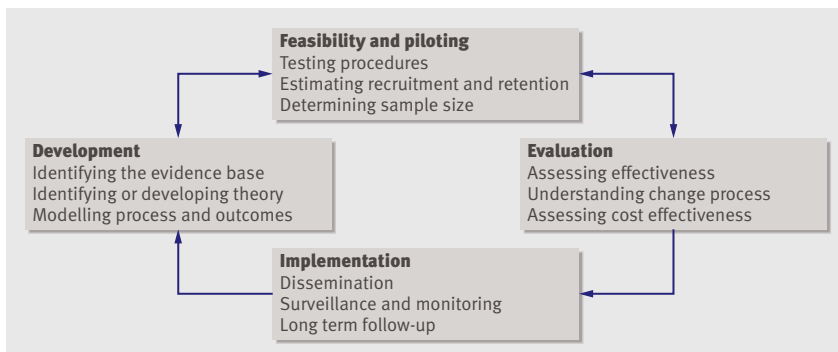 Feasibility and piloting
Testing procedures
Estimating recruitment and retention
Determining sample size
Development
Identifying the evidence base
Identifying or developing theory
Modelling process and outcomes
Evaluation
Assessing effectiveness
Understanding change process
Assessing cost effectiveness
Implementation
Dissemination
Surveillance and monitoring
Long term follow-up